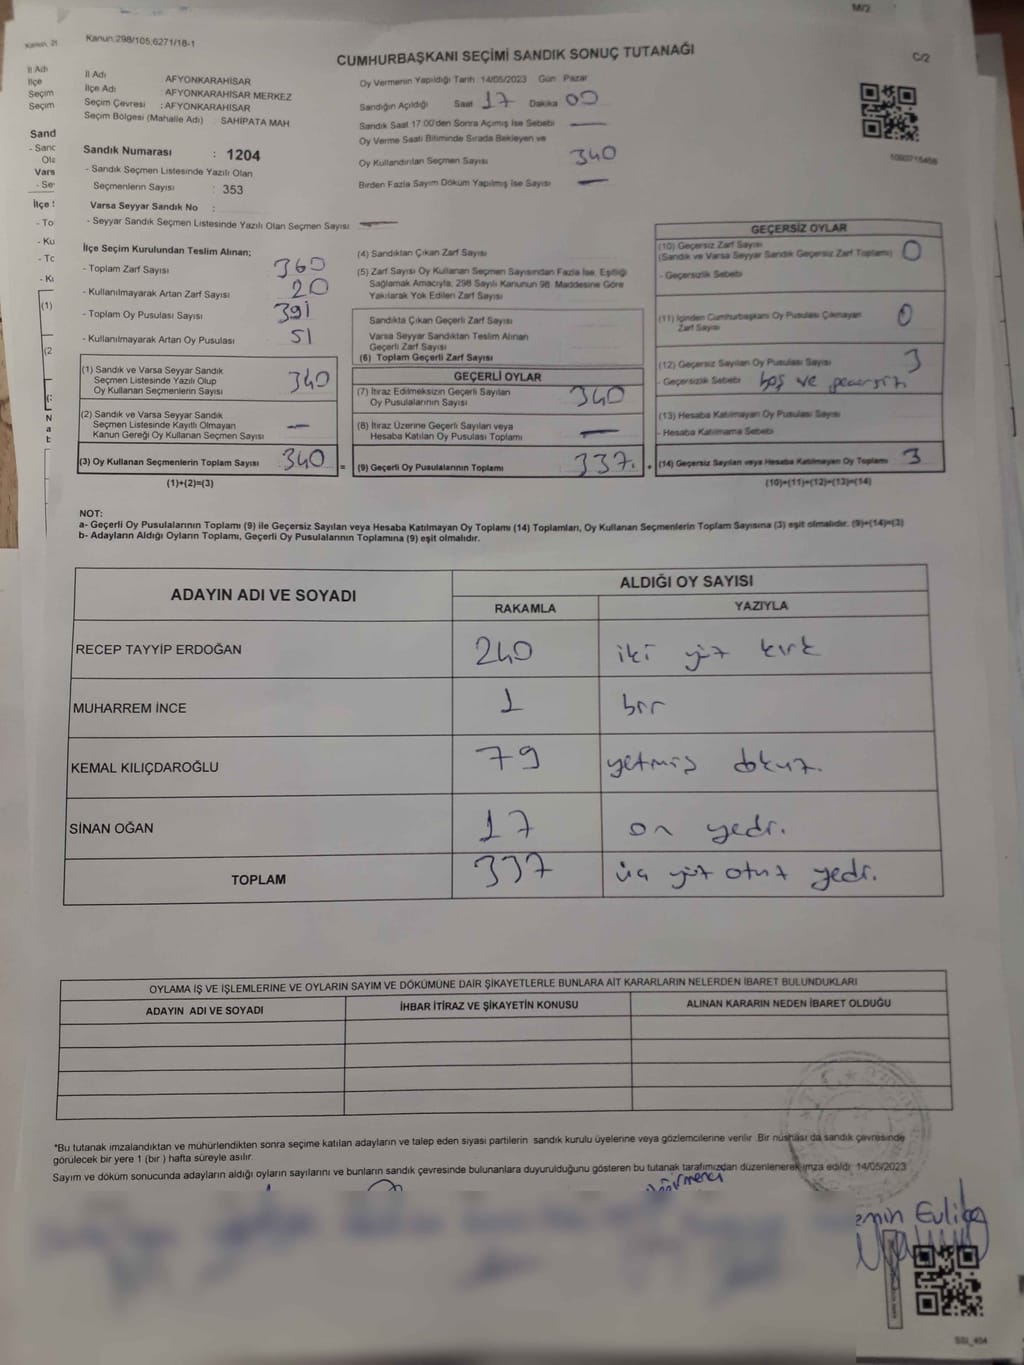 M/2
Kanun: 298/105;6271/18-1
C/2
CUMHURBAŞKANI SEÇİMİ SANDIK SONUÇ TUTANAĞI
İl Adı AFYONKARAHİSAR
İlçe Adı : AFYONKARAHİSAR MERKEZ
Seçim Çevresi : AFYONKARAHİSAR
Seçim Bölgesi (Mahalle Adı) SAHİPATA MAH.
Sandık Numarası : 1204
- Sandık Seçmen Listesinde Yazılı Olan
Seçmenlerin Sayısı : 353
Varsa Seyyar Sandık No :
- Seyyar Sandık Seçmen Listesinde Yazılı Olan Seçmen Sayısı —
Oy Vermenin Yapıldığı Tarih :14/05/2023 Gün Pazar
Sandığın Açıldığı Saat 17 Dakika 00
Sandık Saat 17.00'den Sonra Açılmış İse Sebebi —
Oy Verme Saati Bitiminde Sırada Bekleyen ve
Oy Kullandırılan Seçmen Sayısı 340
Birden Fazla Sayım Döküm Yapılmış İse Sayısı —
İlçe Seçim Kurulundan Teslim Alınan;
- Toplam Zarf Sayısı 360
- Kullanılmayarak Artan Zarf Sayısı 20
- Toplam Oy Pusulası Sayısı 391
- Kullanılmayarak Artan Oy Pusulası 51
(1) Sandık ve Varsa Seyyar Sandık
Seçmen Listesinde Yazılı Olup
Oy Kullanan Seçmenlerin Sayısı 340
(2) Sandık ve Varsa Seyyar Sandık
Seçmen Listesinde Kayıtlı Olmayan
Kanun Gereği Oy Kullanan Seçmen Sayısı —
(3) Oy Kullanan Seçmenlerin Toplam Sayısı 340 =
(1)+(2)=(3)
(4) Sandıktan Çıkan Zarf Sayısı
(5) Zarf Sayısı Oy Kullanan Seçmen Sayısından Fazla İse, Eşitliği
Sağlamak Amacıyla, 298 Sayılı Kanunun 98. Maddesine Göre
Yakılarak Yok Edilen Zarf Sayısı
Sandıkta Çıkan Geçerli Zarf Sayısı
Varsa Seyyar Sandıktan Teslim Alınan
Geçerli Zarf Sayısı
(6) Toplam Geçerli Zarf Sayısı
GEÇERLİ OYLAR
(7) İtiraz Edilmeksizin Geçerli Sayılan
Oy Pusulalarının Sayısı 340
(8) İtiraz Üzerine Geçerli Sayılan veya
Hesaba Katılan Oy Pusulası Toplamı —
(9) Geçerli Oy Pusulalarının Toplamı 337. +
GEÇERSİZ OYLAR
(10) Geçersiz Zarf Sayısı
(Sandık ve Varsa Seyyar Sandık Geçersiz Zarf Toplamı) 0
- Geçersizlik Sebebi
(11) İçinden Cumhurbaşkanı Oy Pusulası Çıkmayan
Zarf Sayısı 0
(12) Geçersiz Sayılan Oy Pusulası Sayısı 3
- Geçersizlik Sebebi boş ve geçersiz
(13) Hesaba Katılmayan Oy Pusulası Sayısı
- Hesaba Katılmama Sebebi
(14) Geçersiz Sayılan veya Hesaba Katılmayan Oy Toplamı 3
(10)+(11)+(12)+(13)=(14)
NOT:
a- Geçerli Oy Pusulalarının Toplamı (9) ile Geçersiz Sayılan veya Hesaba Katılmayan Oy Toplamı (14) Toplamları, Oy Kullanan Seçmenlerin Toplam Sayısına (3) eşit olmalıdır. (9)+(14)=(3)
b- Adayların Aldığı Oyların Toplamı, Geçerli Oy Pusulalarının Toplamına (9) eşit olmalıdır.
ADAYIN ADI VE SOYADI ALDIĞI OY SAYISI
RAKAMLA YAZIYLA
RECEP TAYYİP ERDOĞAN 240 iki yüz kırk
MUHARREM İNCE 1 bir
KEMAL KILIÇDAROĞLU 79 yetmiş dokuz.
SİNAN OĞAN 17 on yedi.
TOPLAM 337 üç yüz otuz yedi.
OYLAMA İŞ VE İŞLEMLERİNE VE OYLARIN SAYIM VE DÖKÜMÜNE DAİR ŞİKAYETLERLE BUNLARA AİT KARARLARIN NELERDEN İBARET BULUNDUKLARI
ADAYIN ADI VE SOYADI İHBAR İTİRAZ VE ŞİKAYETİN KONUSU ALINAN KARARIN NEDEN İBARET OLDUĞU
*Bu tutanak imzalandıktan ve mühürlendikten sonra seçime katılan adayların ve talep eden siyasi partilerin sandık kurulu üyelerine veya gözlemcilerine verilir. Bir nüshası da sandık çevresinde
görülecek bir yere 1 (bir ) hafta süreyle asılır.
Sayım ve döküm sonucunda adayların aldığı oyların sayılarını ve bunların sandık çevresinde bulunanlara duyurulduğunu gösteren bu tutanak tarafımızdan düzenlenerek imza edildi. 14/05/2023